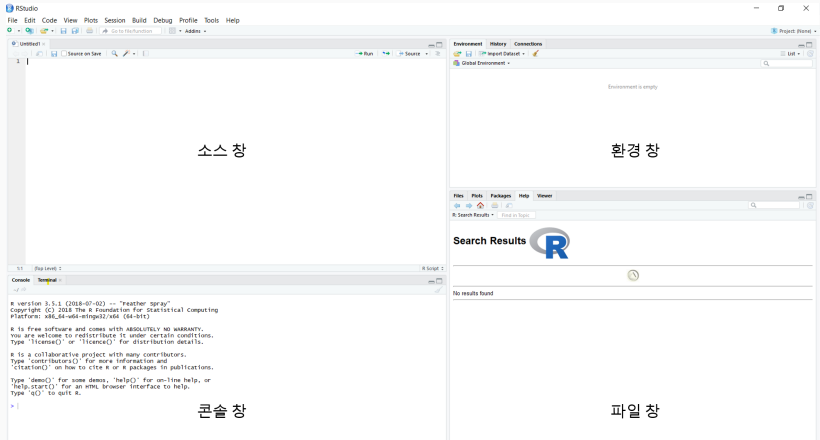 RStudio
File Edit Code View Plots Session Build Debug Profile Tools Help
Go to file/function Addins Project: (None)
Untitled1
Source on Save Run Source
1
소스 창
1:1 (Top Level) R Script
Console Terminal
R version 3.5.1 (2018-07-02) -- "Feather Spray"
Copyright (C) 2018 The R Foundation for Statistical Computing
Platform: x86_64-w64-mingw32/x64 (64-bit)
R is free software and comes with ABSOLUTELY NO WARRANTY.
You are welcome to redistribute it under certain conditions.
Type 'license()' or 'licence()' for distribution details.
R is a collaborative project with many contributors.
Type 'contributors()' for more information and
'citation()' on how to cite R or R packages in publications.
Type 'demo()' for some demos, 'help()' for on-line help, or
'help.start()' for an HTML browser interface to help.
Type 'q()' to quit R.
>
콘솔 창
Environment History Connections
Import Dataset List
Global Environment
Environment is empty
환경 창
Files Plots Packages Help Viewer
R: Search Results Find in Topic
Search Results R
No results found
파일 창